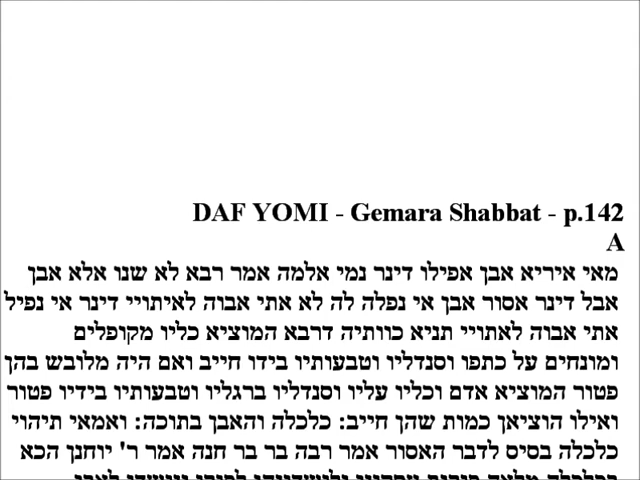 DAF YOMI - Gemara Shabbat - p.142
A
מאי איריא אבן אפילו דינר נמי אלמה אמר רבא לא שנו אלא אבן
אבל דינר אסור אבן אי נפלה לה לא אתי אבוה לאיתויי דינר אי נפיל
אתי אבוה לאתויי תניא כוותיה דרבא המוציא כליו מקופלים
ומונחים על כתפו וסנדליו וטבעותיו בידו חייב ואם היה מלובש בהן
פטור המוציא אדם וכליו עליו וסנדליו ברגליו וטבעותיו בידיו פטור
ואילו הוציאן כמות שהן חייב: כלכלה והאבן בתוכה: ואמאי תיהוי
כלכלה בסיס לדבר האסור אמר רבה בר בר חנה אמר ר' יוחנן הכא